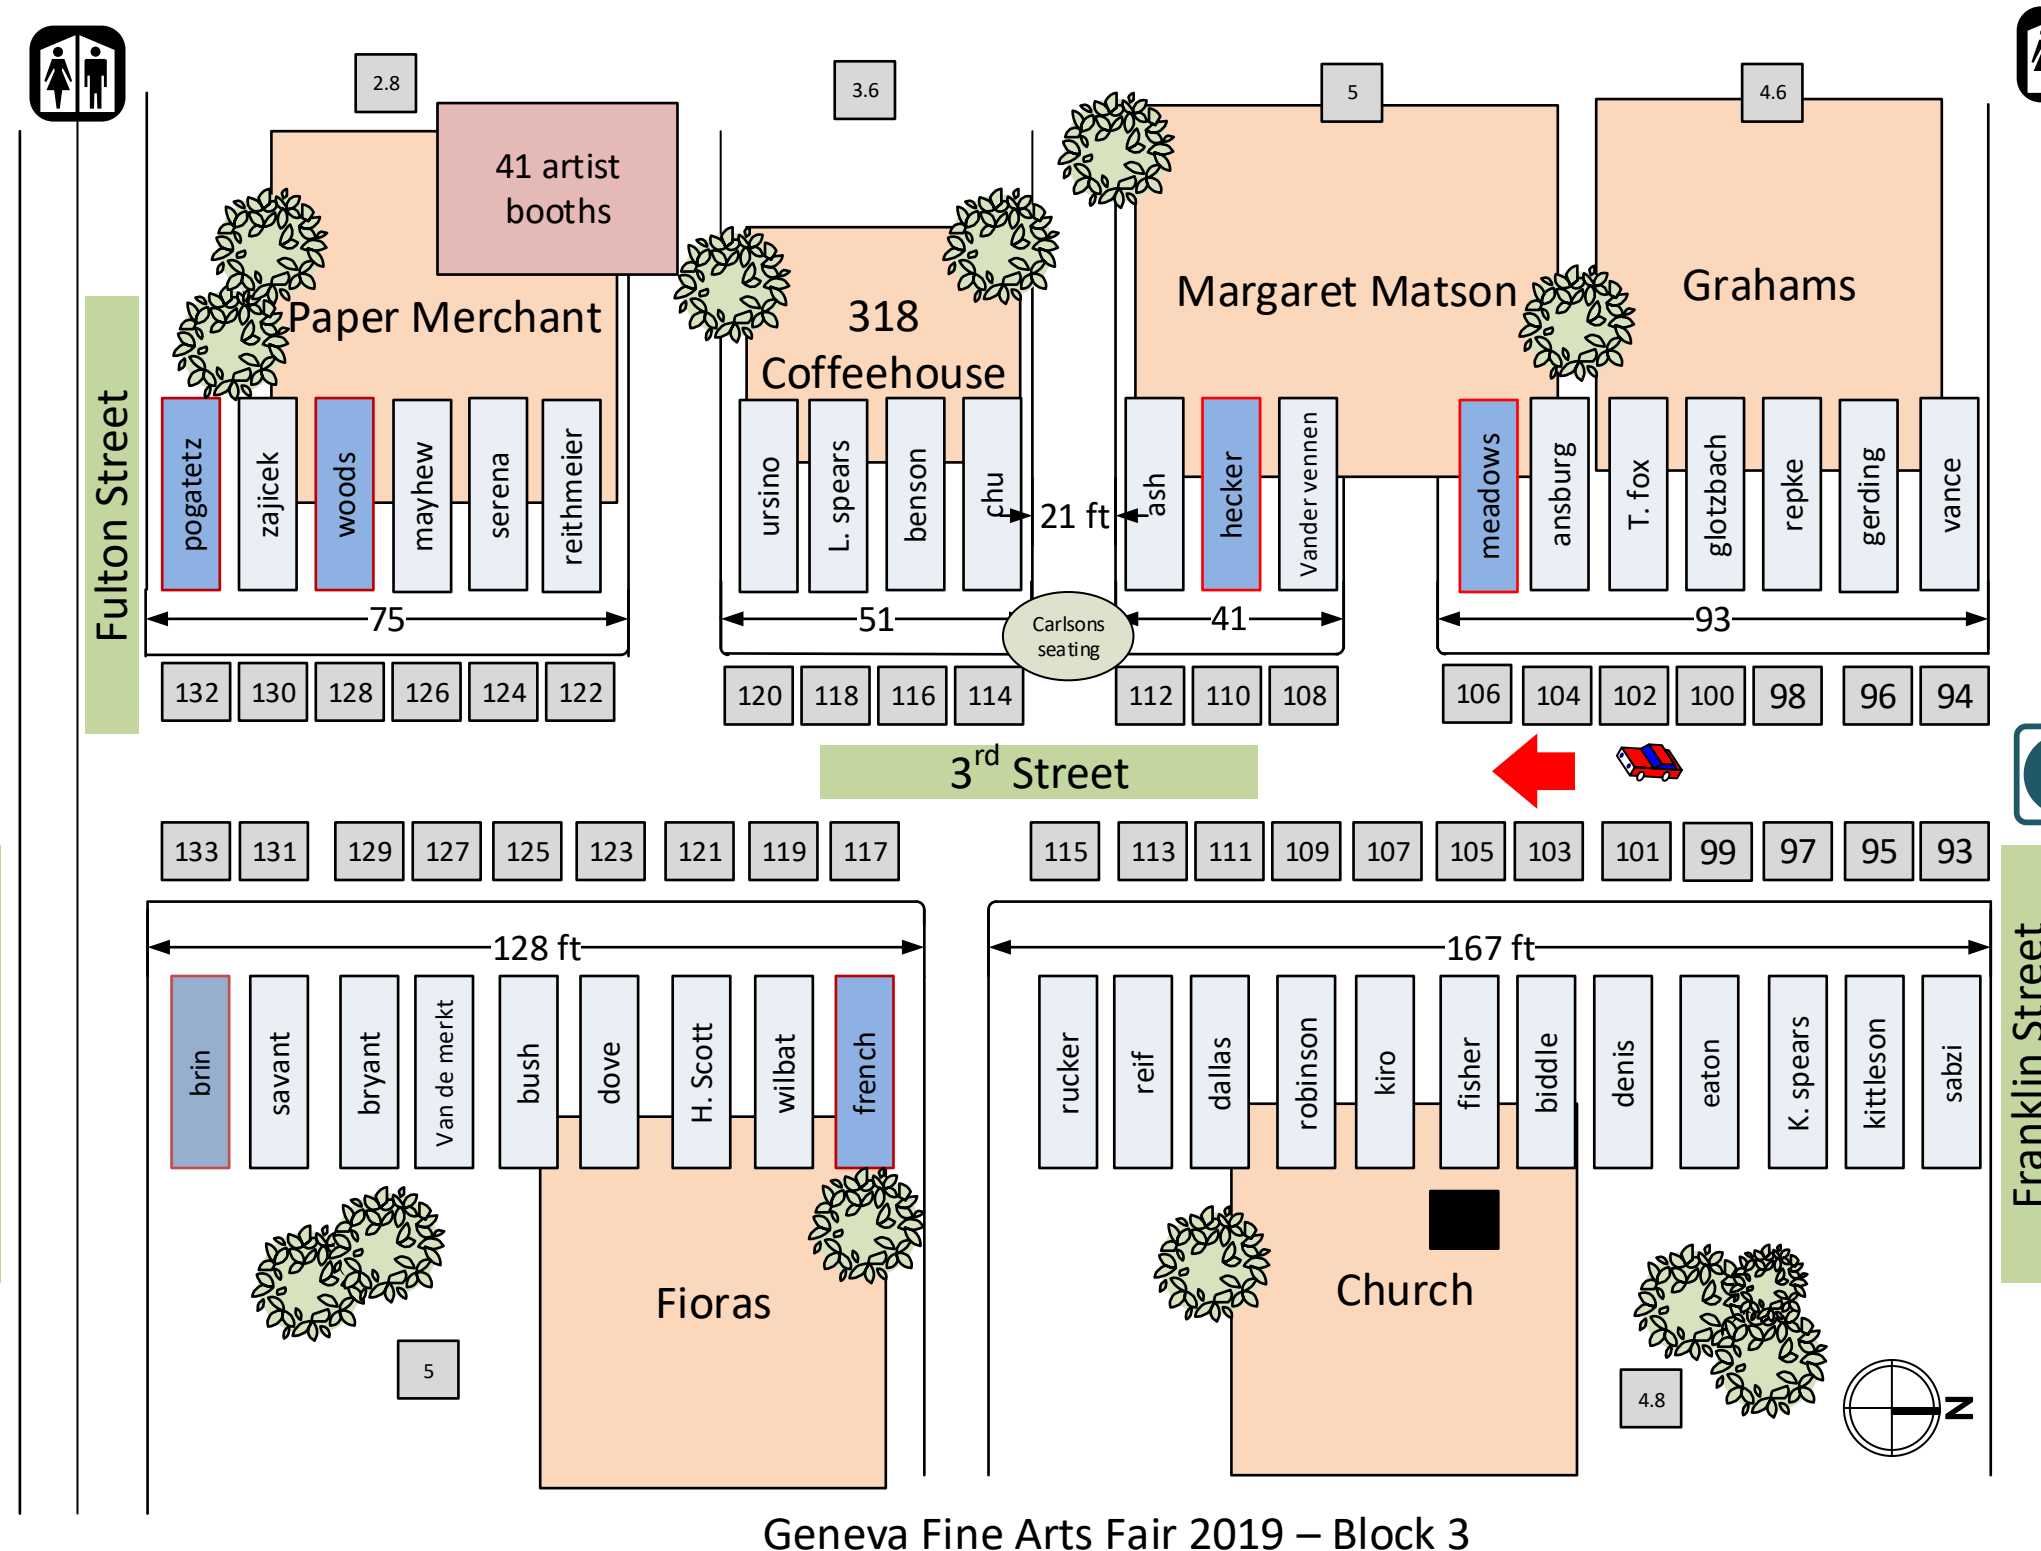 2.8
3.6
5
4.6
41 artist
booths
Paper Merchant
318
Coffeehouse
Margaret Matson
Grahams
Fulton Street
pogatetz
zajicek
woods
mayhew
serena
reithmeier
ursino
L. spears
benson
chu
21 ft
ash
hecker
Vander vennen
meadows
ansburg
T. fox
glotzbach
repke
gerding
vance
75
51
Carlsons
seating
41
93
132 130 128 126 124 122 120 118 116 114 112 110 108 106 104 102 100 98 96 94
3rd Street
133 131 129 127 125 123 121 119 117 115 113 111 109 107 105 103 101 99 97 95 93
128 ft
167 ft
Franklin Street
brin
savant
bryant
Van de merkt
bush
dove
H. Scott
wilbat
french
rucker
reif
dallas
robinson
kiro
fisher
biddle
denis
eaton
K. spears
kittleson
sabzi
Fioras
Church
5
4.8
N
Geneva Fine Arts Fair 2019 – Block 3